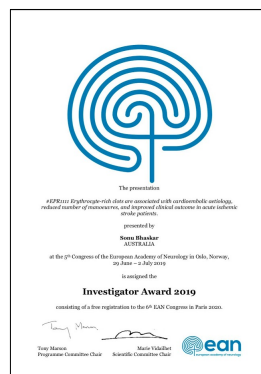 The presentation
#EPR1111 Erythrocyte-rich clots are associated with cardioembolic aetiology,
reduced number of manoeuvres, and improved clinical outcome in acute ischemic
stroke patients.
presented by
Sonu Bhaskar
AUSTRALIA
at the 5th Congress of the European Academy of Neurology in Oslo, Norway,
29 June – 2 July 2019
is assigned the
Investigator Award 2019
consisting of a free registration to the 6th EAN Congress in Paris 2020.
Tony Marson
Programme Committee Chair
Marie Vidailhet
Scientific Committee Chair
ean
european academy of neurology